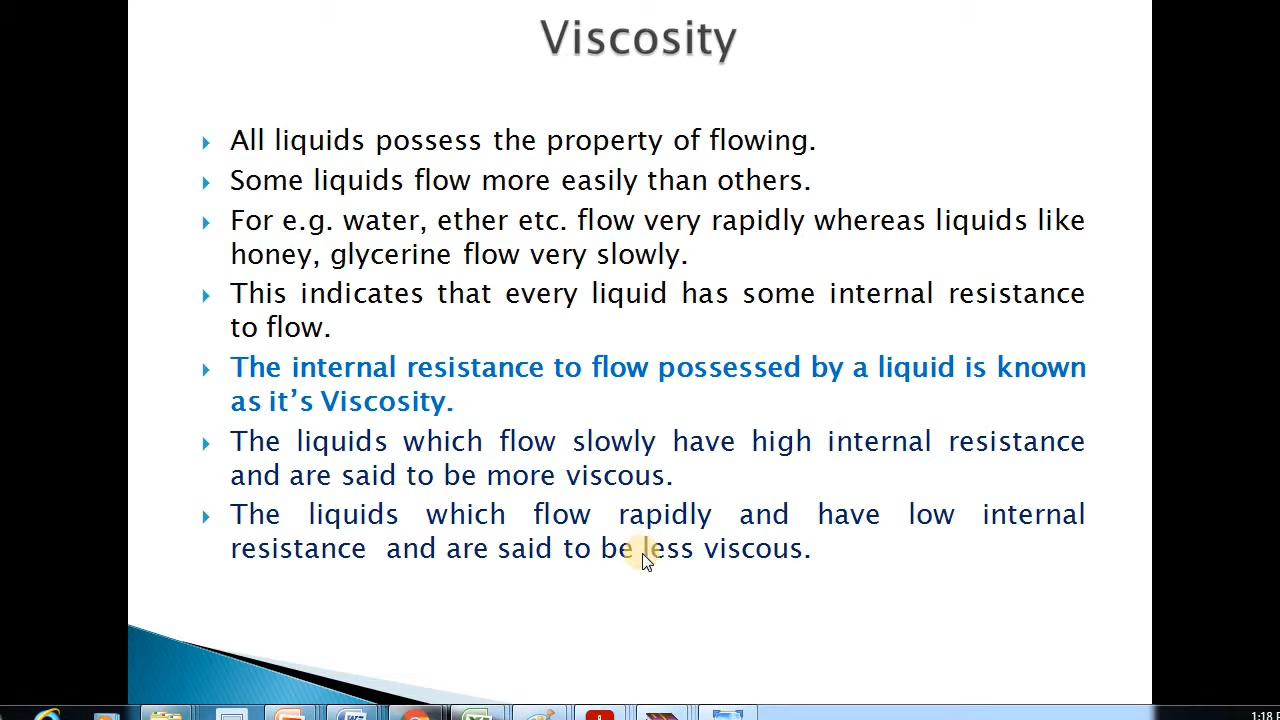 Viscosity
All liquids possess the property of flowing.
Some liquids flow more easily than others.
For e.g. water, ether etc. flow very rapidly whereas liquids like
honey, glycerine flow very slowly.
This indicates that every liquid has some internal resistance
to flow.
The internal resistance to flow possessed by a liquid is known
as it’s Viscosity.
The liquids which flow slowly have high internal resistance
and are said to be more viscous.
The liquids which flow rapidly and have low internal
resistance and are said to be less viscous.
1:18